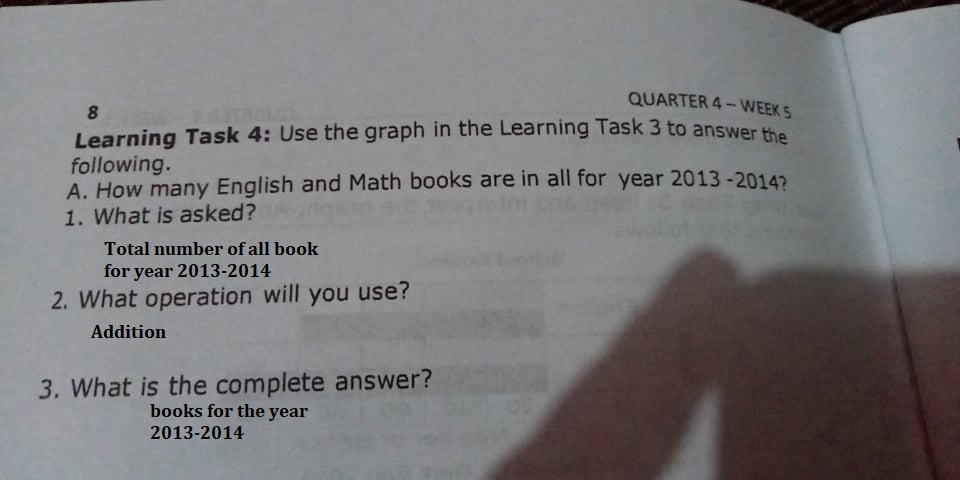 8
QUARTER 4 – WEEK 5
Learning Task 4: Use the graph in the Learning Task 3 to answer the
following.
A. How many English and Math books are in all for year 2013 -2014?
1. What is asked?
Total number of all book
for year 2013-2014
2. What operation will you use?
Addition
3. What is the complete answer?
books for the year
2013-2014